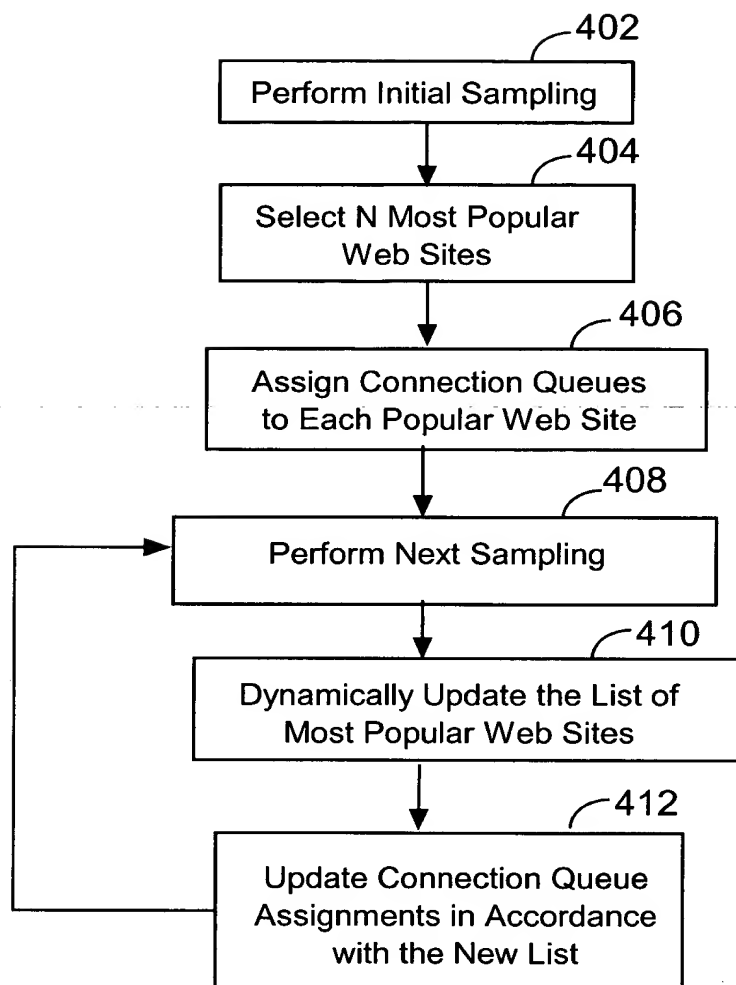 402
Perform Initial Sampling
404
Select N Most Popular
Web Sites
406
Assign Connection Queues
to Each Popular Web Site
408
Perform Next Sampling
410
Dynamically Update the List of
Most Popular Web Sites
412
Update Connection Queue
Assignments in Accordance
with the New List